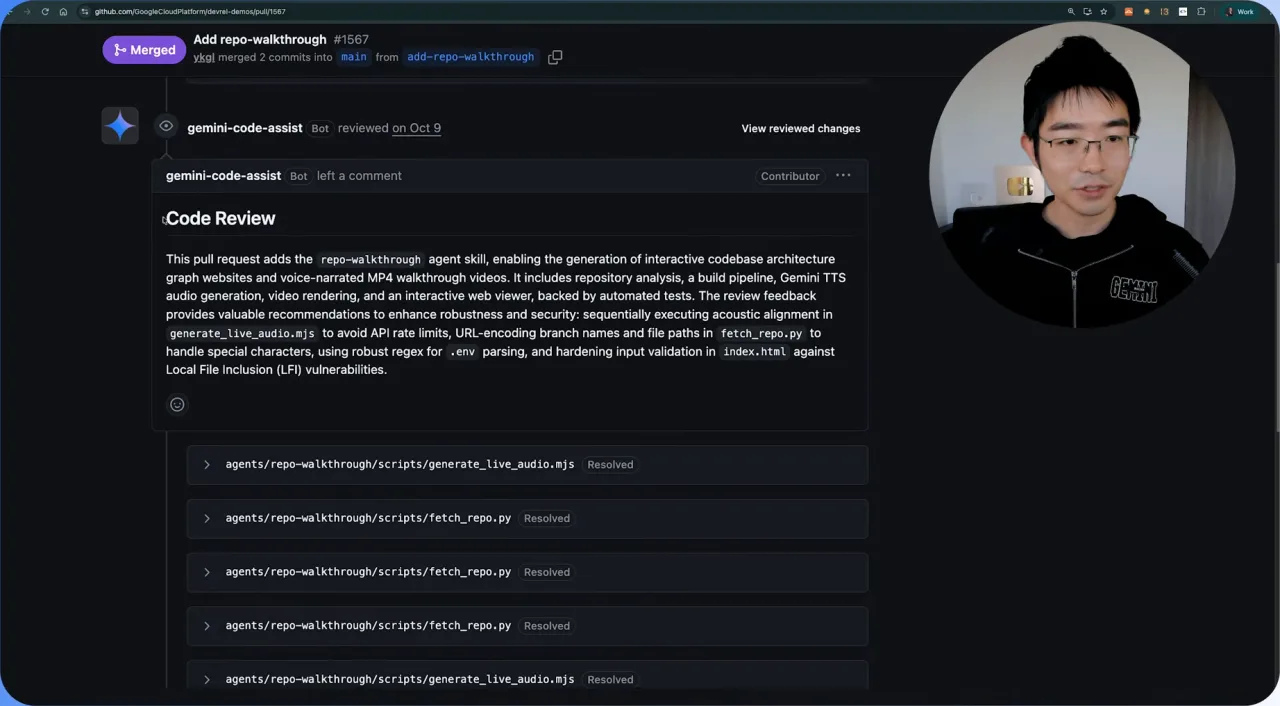 github.com/GoogleCloudPlatform/devrel-demos/pull/1567
Work
Merged
Add repo-walkthrough #1567
ykgl merged 2 commits into main from add-repo-walkthrough
gemini-code-assist Bot reviewed on Oct 9
View reviewed changes
gemini-code-assist Bot left a comment
Contributor
Code Review
This pull request adds the repo-walkthrough agent skill, enabling the generation of interactive codebase architecture
graph websites and voice-narrated MP4 walkthrough videos. It includes repository analysis, a build pipeline, Gemini TTS
audio generation, video rendering, and an interactive web viewer, backed by automated tests. The review feedback
provides valuable recommendations to enhance robustness and security: sequentially executing acoustic alignment in
generate_live_audio.mjs to avoid API rate limits, URL-encoding branch names and file paths in fetch_repo.py to
handle special characters, using robust regex for .env parsing, and hardening input validation in index.html against
Local File Inclusion (LFI) vulnerabilities.
agents/repo-walkthrough/scripts/generate_live_audio.mjs Resolved
agents/repo-walkthrough/scripts/fetch_repo.py Resolved
agents/repo-walkthrough/scripts/fetch_repo.py Resolved
agents/repo-walkthrough/scripts/fetch_repo.py Resolved
agents/repo-walkthrough/scripts/generate_live_audio.mjs Resolved
GEMINI